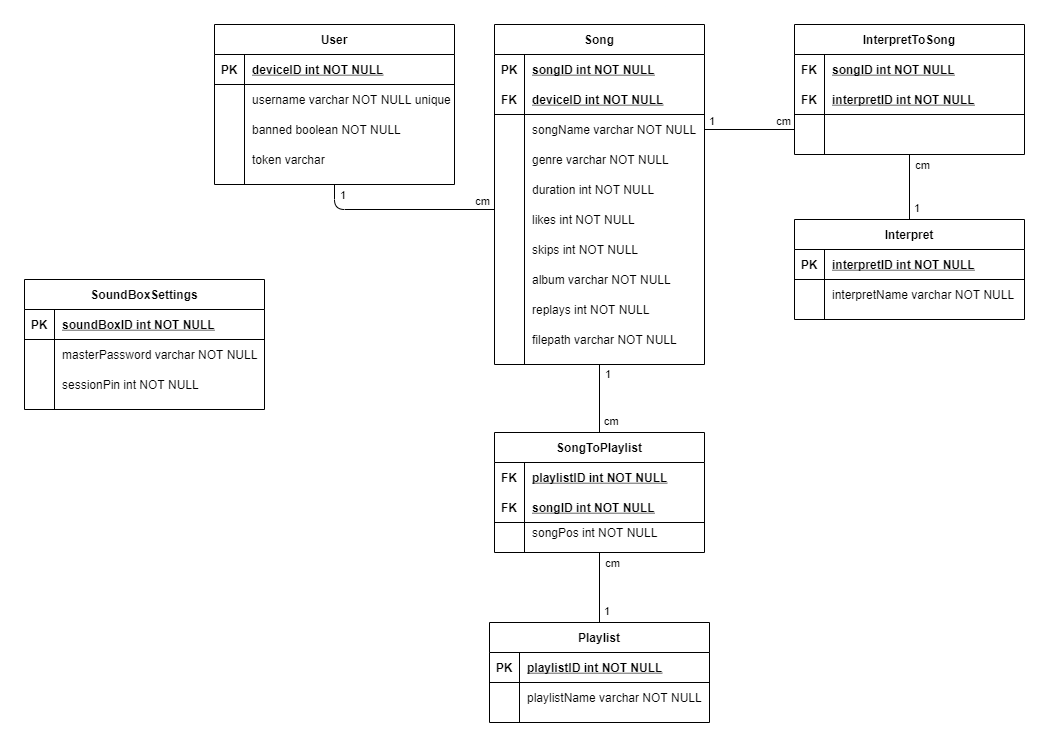 User
PK deviceID int NOT NULL
username varchar NOT NULL unique
banned boolean NOT NULL
token varchar
1
cm
Song
PK songID int NOT NULL
FK deviceID int NOT NULL
songName varchar NOT NULL
genre varchar NOT NULL
duration int NOT NULL
likes int NOT NULL
skips int NOT NULL
album varchar NOT NULL
replays int NOT NULL
filepath varchar NOT NULL
1
cm
InterpretToSong
FK songID int NOT NULL
FK interpretID int NOT NULL
cm
1
Interpret
PK interpretID int NOT NULL
interpretName varchar NOT NULL
SoundBoxSettings
PK soundBoxID int NOT NULL
masterPassword varchar NOT NULL
sessionPin int NOT NULL
1
cm
SongToPlaylist
FK playlistID int NOT NULL
FK songID int NOT NULL
songPos int NOT NULL
cm
1
Playlist
PK playlistID int NOT NULL
playlistName varchar NOT NULL